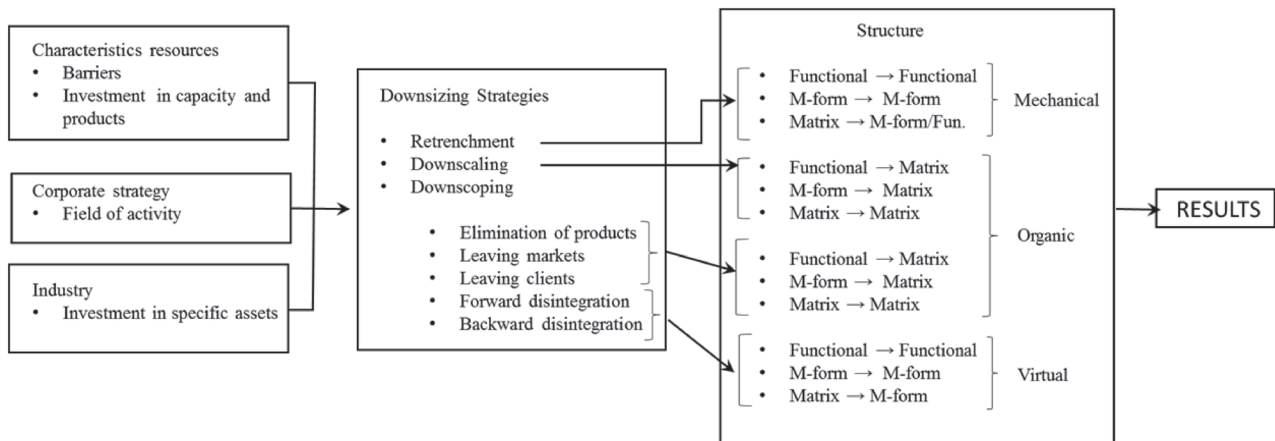 Characteristics resources
• Barriers
• Investment in capacity and
products
Corporate strategy
• Field of activity
Industry
• Investment in specific assets
Downsizing Strategies
• Retrenchment
• Downscaling
• Downscoping
• Elimination of products
• Leaving markets
• Leaving clients
• Forward disintegration
• Backward disintegration
Structure
• Functional → Functional
• M-form → M-form
• Matrix → M-form/Fun.
Mechanical
• Functional → Matrix
• M-form → Matrix
• Matrix → Matrix
• Functional → Matrix
• M-form → Matrix
• Matrix → Matrix
Organic
• Functional → Functional
• M-form → M-form
• Matrix → M-form
Virtual
RESULTS